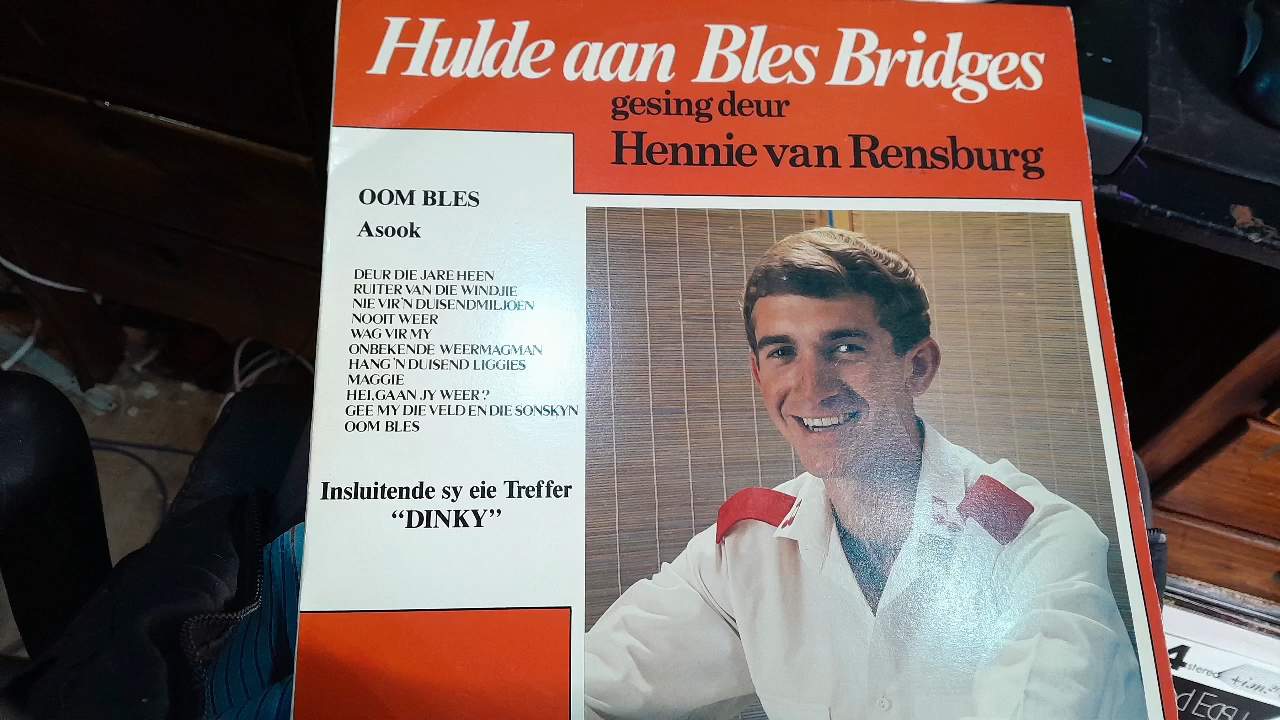 Hulde aan Bles Bridges
gesing deur
Hennie van Rensburg
OOM BLES
Asook
DEUR DIE JARE HEEN
RUITER VAN DIE WINDJIE
NIE VIR'N DUISENDMILJOEN
NOOIT WEER
WAG VIR MY
ONBEKENDE WEERMAGMAN
HANG 'N DUISEND LIGGIES
MAGGIE
HEI, GAAN JY WEER?
GEE MY DIE VELD EN DIE SONSKYN
OOM BLES
Insluitende sy eie Treffer
“DINKY”
4 stereo